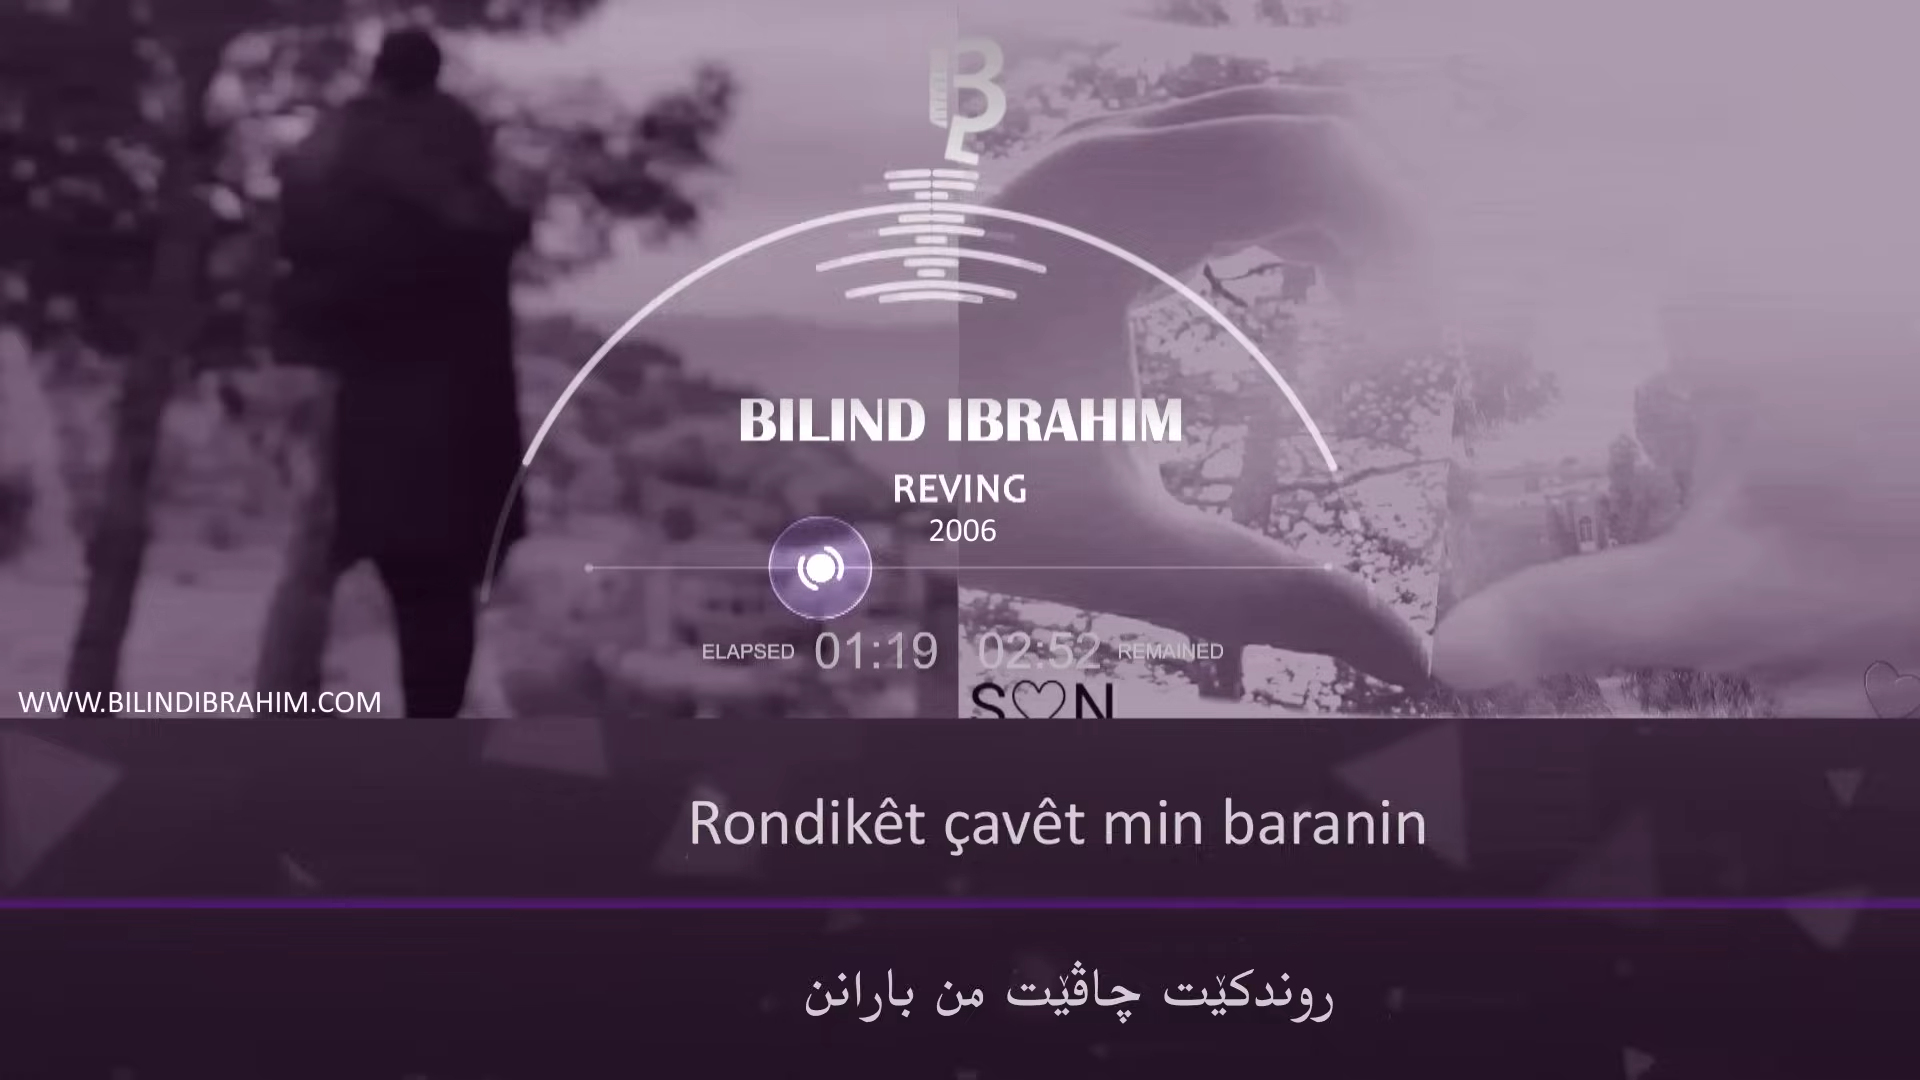 BILIND IBRAHIM
REVING
2006
ELAPSED 01:19 02:52 REMAINED
WWW.BILINDIBRAHIM.COM
S♡N
Rondikêt çavêt min baranin
روندكێت چاڤێت من بارانن